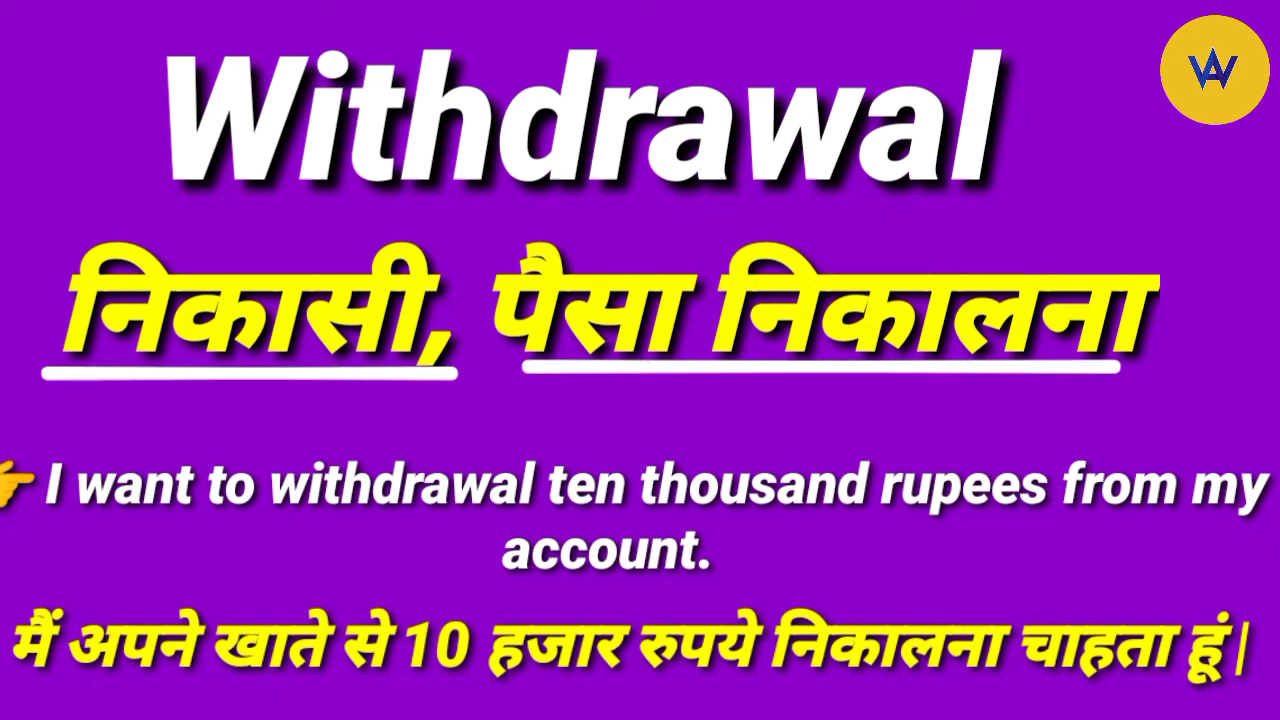 Withdrawal
निकासी, पैसा निकालना
I want to withdrawal ten thousand rupees from my
account.
मैं अपने खाते से 10 हजार रुपये निकालना चाहता हूं|